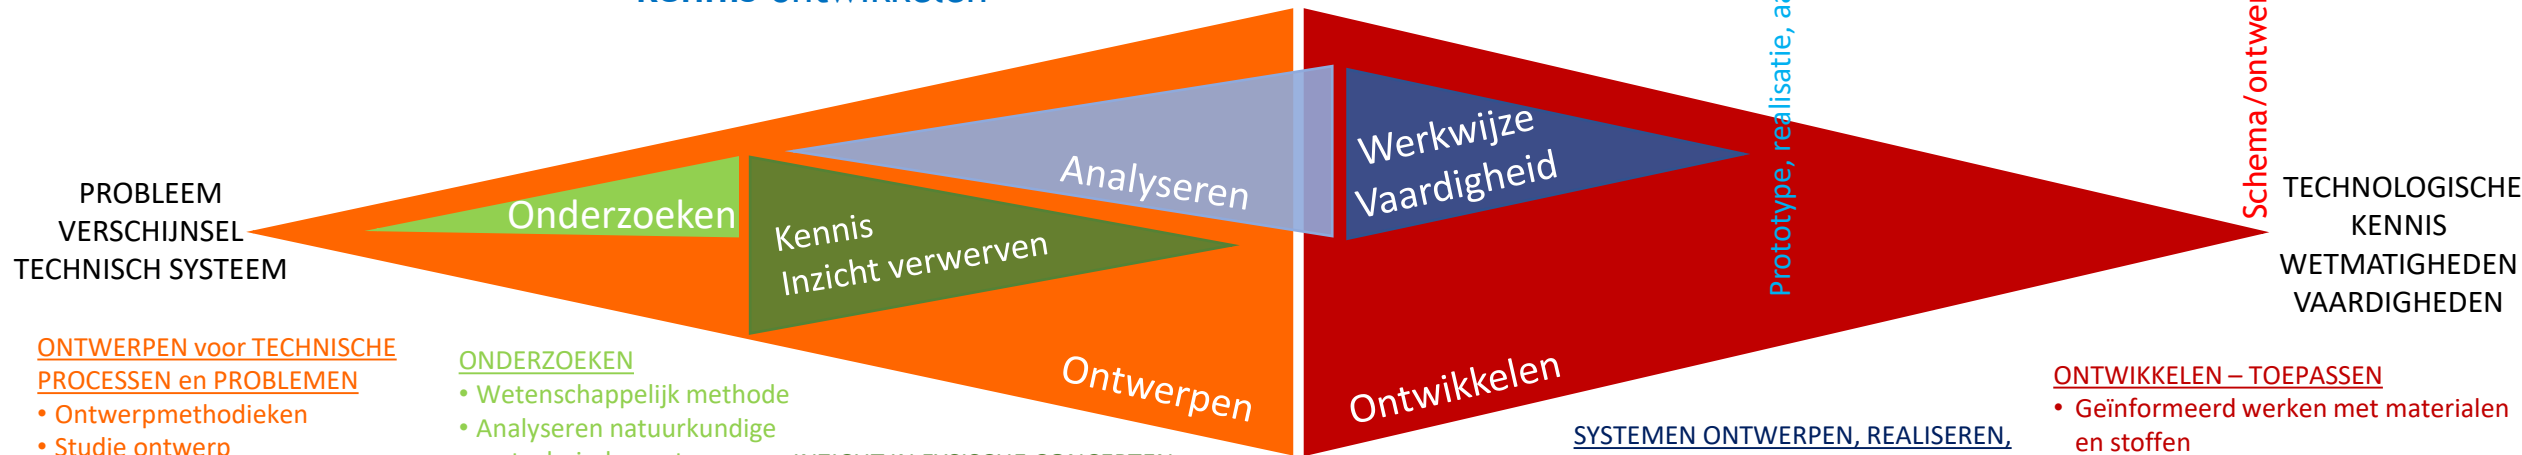 PROBLEEM
VERSCHIJNSEL
TECHNISCH SYSTEEM
Onderzoeken
Kennis
Inzicht verwerven
Analyseren
Werkwijze
Vaardigheid
Ontwerpen
Ontwikkelen
Prototype, realisatie,
TECHNOLOGISCHE
KENNIS
WETMATIGHEDEN
VAARDIGHEDEN
ONTWERPEN voor TECHNISCHE
PROCESSEN en PROBLEMEN
• Ontwerpmethodieken
• Studie ontwerp
ONDERZOEKEN
• Wetenschappelijk methode
• Analyseren natuurkundige
SYSTEMEN ONTWERPEN, REALISEREN,
ONTWIKKELEN – TOEPASSEN
• Geïnformeerd werken met materialen
en stoffen